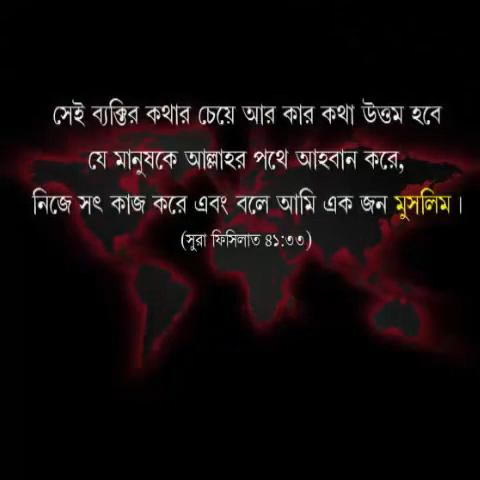 সেই ব্যক্তির কথার চেয়ে আর কার কথা উত্তম হবে
যে মানুষকে আল্লাহর পথে আহবান করে,
নিজে সৎ কাজ করে এবং বলে আমি এক জন মুসলিম।
(সুরা ফিসিলাত ৪১:৩৩)